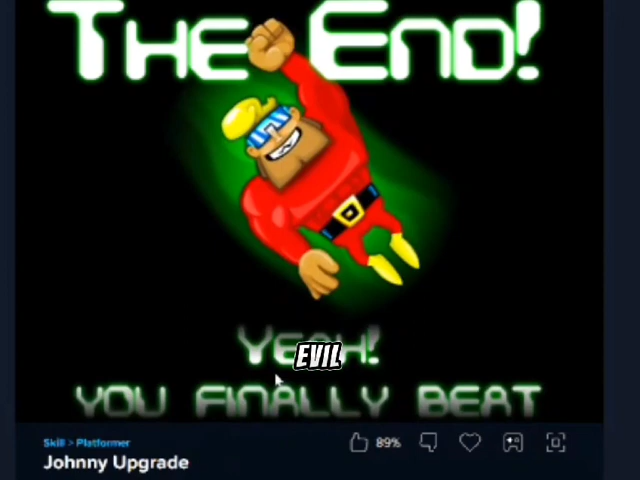 The End!
Yeah!
EVIL
You finally beat
Skill > Platformer
89%
Johnny Upgrade